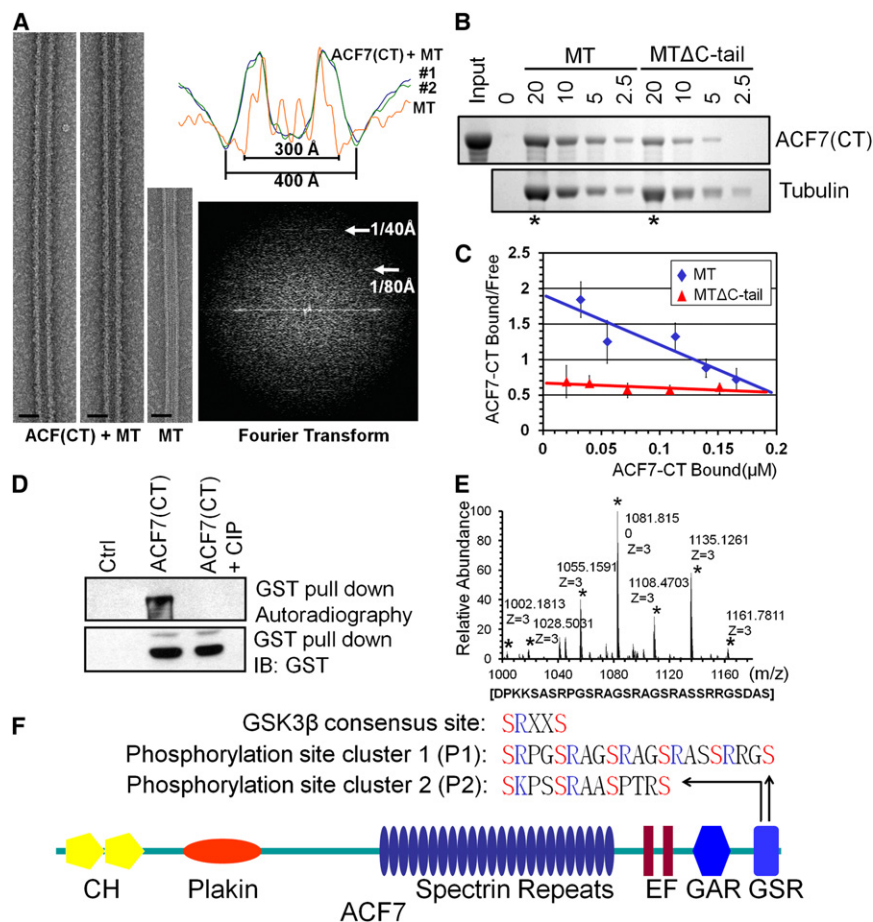 A
ACF7(CT) + MT
#1
#2
MT
300 Å
400 Å
1/40Å
1/80Å
ACF(CT) + MT
MT
Fourier Transform
B
MT
MTΔC-tail
Input
0
20
10
5
2.5
20
10
5
2.5
ACF7(CT)
Tubulin
*
*
C
ACF7-CT Bound/Free
2.5
2
1.5
1
0.5
0
MT
MTΔC-tail
0
0.05
0.1
0.15
0.2
ACF7-CT Bound(µM)
D
Ctrl
ACF7(CT)
ACF7(CT)
+ CIP
GST pull down
Autoradiography
GST pull down
IB: GST
E
Relative Abundance
100
80
60
40
20
0
*
1081.815
0
Z=3
1135.1261
Z=3
*
1055.1591
Z=3
*
1108.4703
Z=3
*
1002.1813
Z=3
*
1028.5031
Z=3
*
1161.7811
Z=3
*
1000
1040
1080
1120
1160
(m/z)
[DPKKSASRPGSRAGSRAGSRASSRRGSDAS]
F
GSK3β consensus site: SRXXS
Phosphorylation site cluster 1 (P1): SRPGSRAGSRAGSRASSRRGS
Phosphorylation site cluster 2 (P2): SKPSSRAASPTRS
CH
Plakin
Spectrin Repeats
EF
GAR
GSR
ACF7